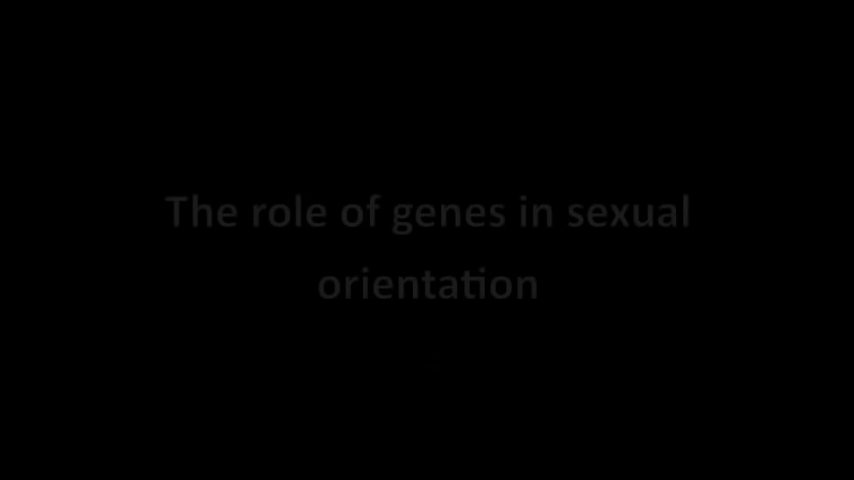 The role of genes in sexual
orientation